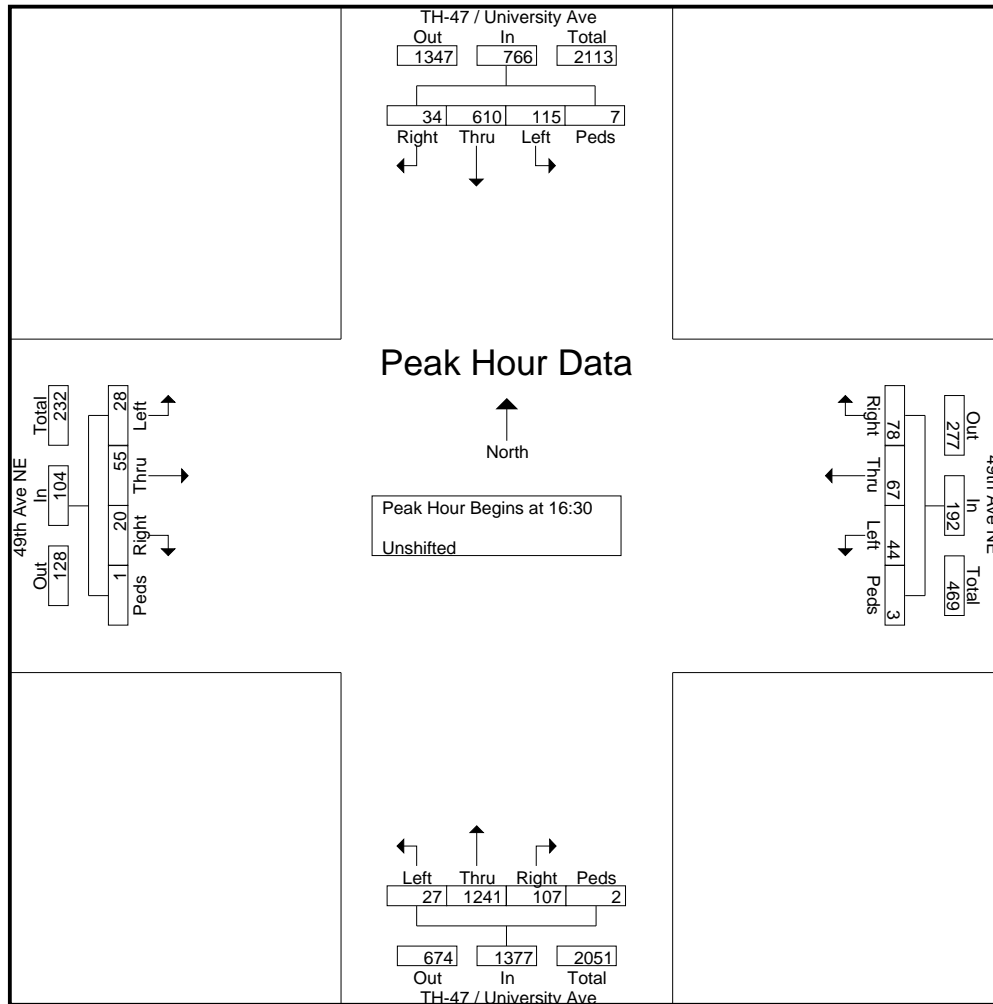 TH-47 / University Ave
Out In Total
1347 766 2113
34 610 115 7
Right Thru Left Peds
Peak Hour Data
North
Peak Hour Begins at 16:30
Unshifted
49th Ave NE
Total In Out
232 104 128
28 55 20 1
Left Thru Right Peds
Right Thru Left Peds
78 67 44 3
Out In Total
277 192 469
49th Ave NE
Left Thru Right Peds
27 1241 107 2
674 1377 2051
Out In Total
TH-47 / University Ave